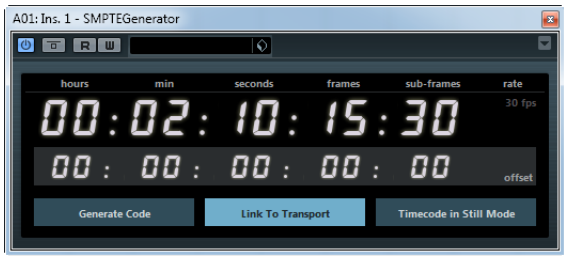 A01: Ins. 1 - SMPTEGenerator
R W
hours min seconds frames sub-frames rate
00:02:10:15:30 30 fps
00:00:00:00:00 offset
Generate Code Link To Transport Timecode in Still Mode